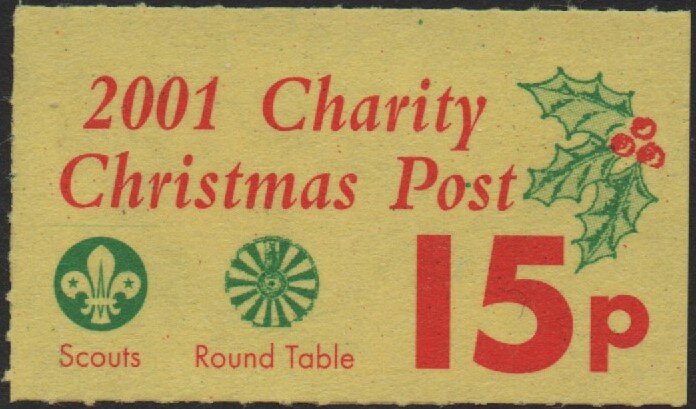 2001 Charity
Christmas Post
15p
Scouts
Round Table